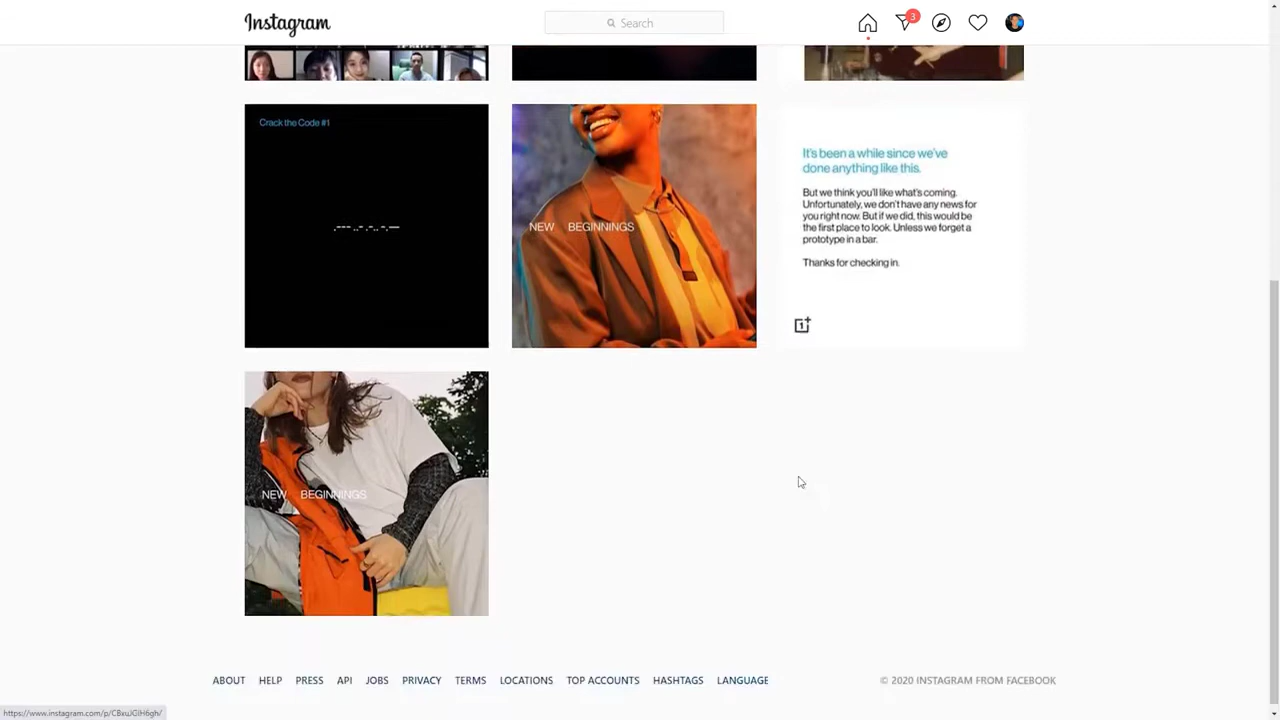 Instagram
Search
3
Crack the Code #1
.--- ..- .-.. -.--
NEW BEGINNINGS
It's been a while since we've
done anything like this.
But we think you'll like what's coming.
Unfortunately, we don't have any news for
you right now. But if we did, this would be
the first place to look. Unless we forget a
prototype in a bar.
Thanks for checking in.
1+
NEW BEGINNINGS
ABOUT HELP PRESS API JOBS PRIVACY TERMS LOCATIONS TOP ACCOUNTS HASHTAGS LANGUAGE
© 2020 INSTAGRAM FROM FACEBOOK